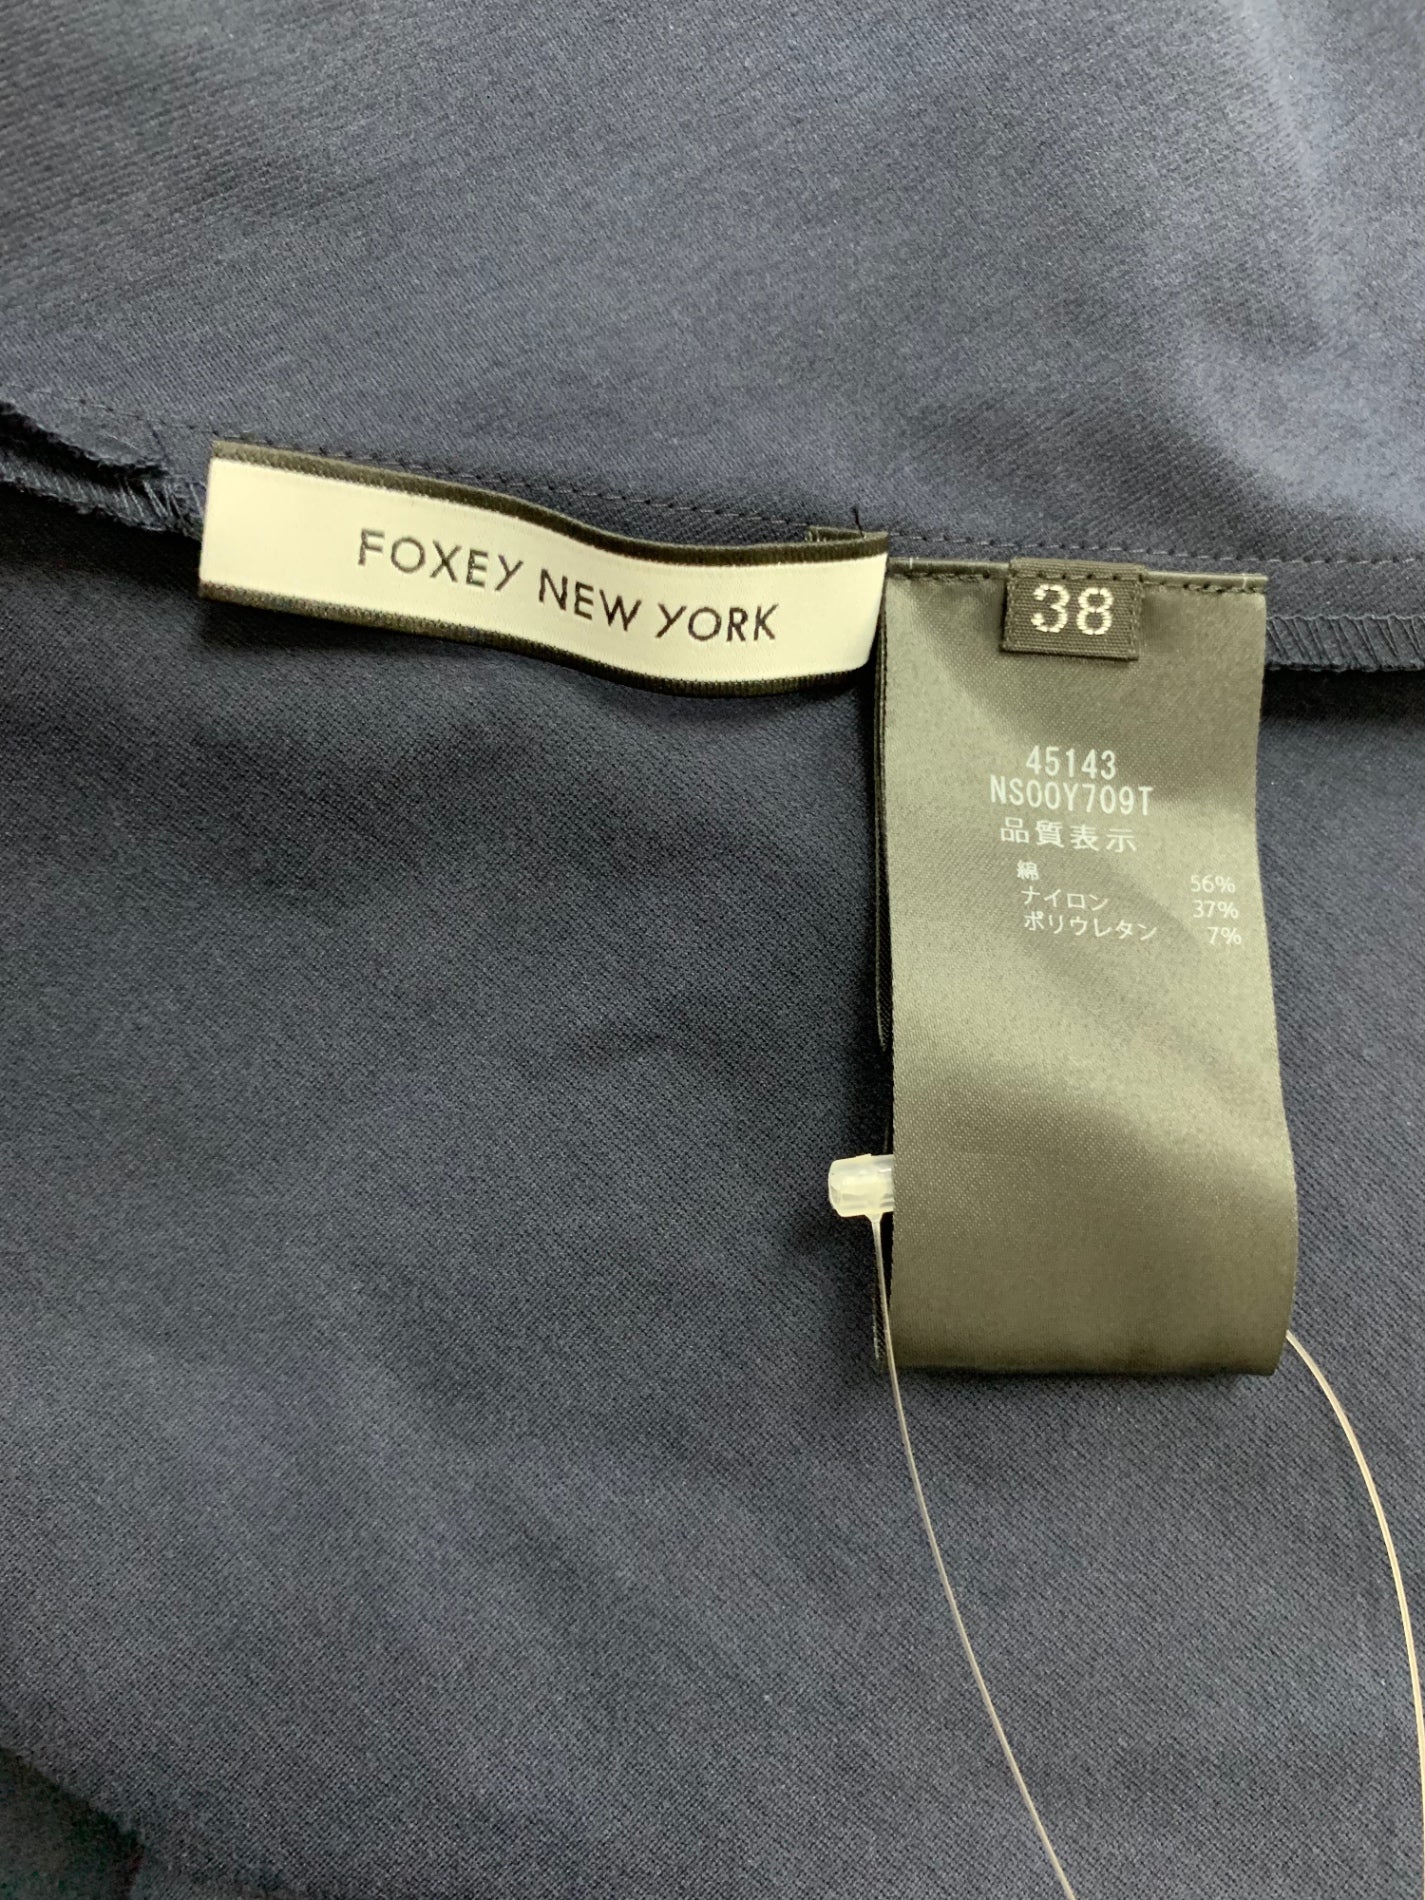 FOXEY NEW YORK
38
45143
NS00Y709T
品質表示
綿 56%
ナイロン 37%
ポリウレタン 7%